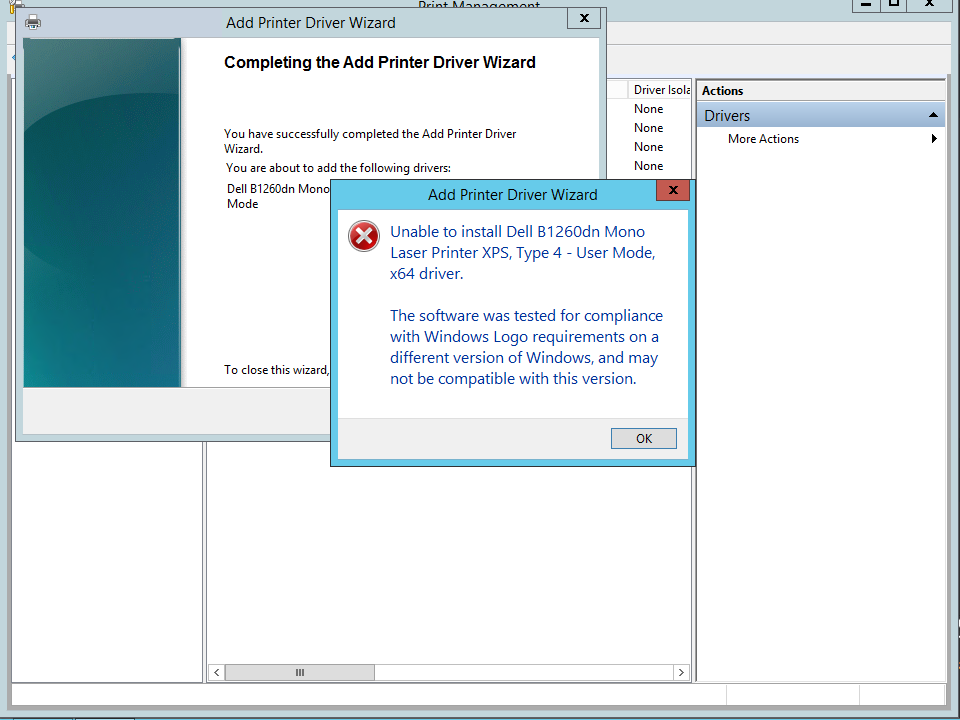 Print Management
Add Printer Driver Wizard
Completing the Add Printer Driver Wizard
You have successfully completed the Add Printer Driver
Wizard.
You are about to add the following drivers:
Dell B1260dn Mono
Mode
To close this wizard,
Driver Isola
None
None
None
None
Actions
Drivers
More Actions
Add Printer Driver Wizard
Unable to install Dell B1260dn Mono
Laser Printer XPS, Type 4 - User Mode,
x64 driver.
The software was tested for compliance
with Windows Logo requirements on a
different version of Windows, and may
not be compatible with this version.
OK